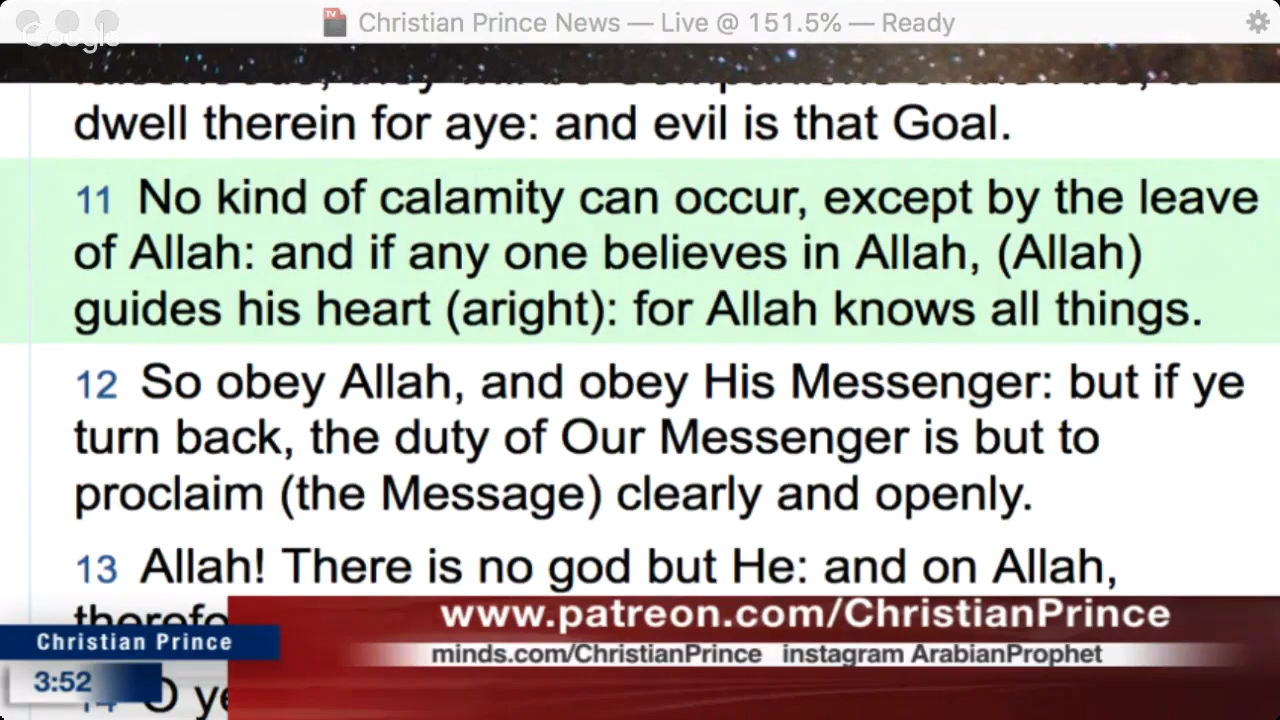 Christian Prince News — Live @ 151.5% — Ready
Google
dwell therein for aye: and evil is that Goal.
11 No kind of calamity can occur, except by the leave
of Allah: and if any one believes in Allah, (Allah)
guides his heart (aright): for Allah knows all things.
12 So obey Allah, and obey His Messenger: but if ye
turn back, the duty of Our Messenger is but to
proclaim (the Message) clearly and openly.
13 Allah! There is no god but He: and on Allah,
www.patreon.com/ChristianPrince
Christian Prince
minds.com/ChristianPrince instagram ArabianProphet
3:52
14 O ye